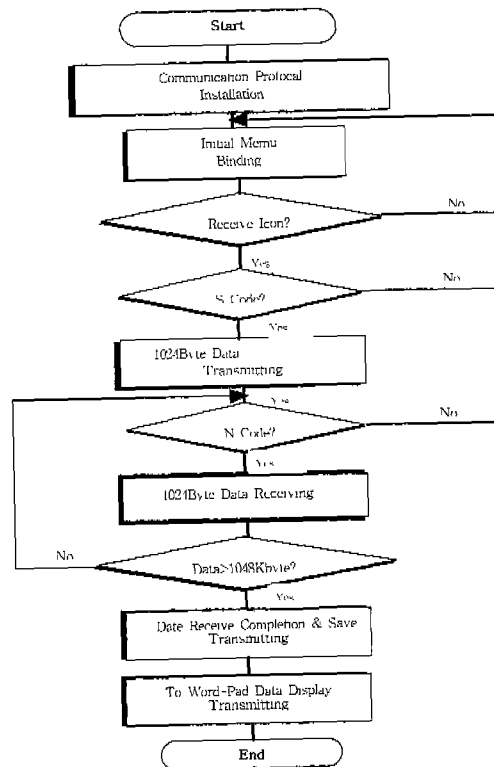 Start
Communication Protocal
Installation
Initial Memu
Binding
Receive Icon?
No
Yes
S Code?
No
Yes
1024Byte Data
Transmitting
Yes
N Code?
No
Yes
1024Byte Data Receiving
No
Data>1048Kbyte?
Yes
Date Receive Completion & Save
Transmitting
To Word-Pad Data Display
Transmitting
End